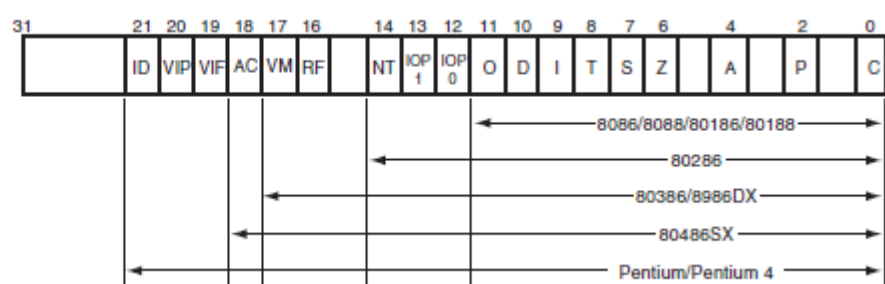 31 21 20 19 18 17 16 14 13 12 11 10 9 8 7 6 4 2 0
ID VIP VIF AC VM RF NT IOP 1 IOP 0 O D I T S Z A P C
8086/8088/80186/80188
80286
80386/8986DX
80486SX
Pentium/Pentium 4